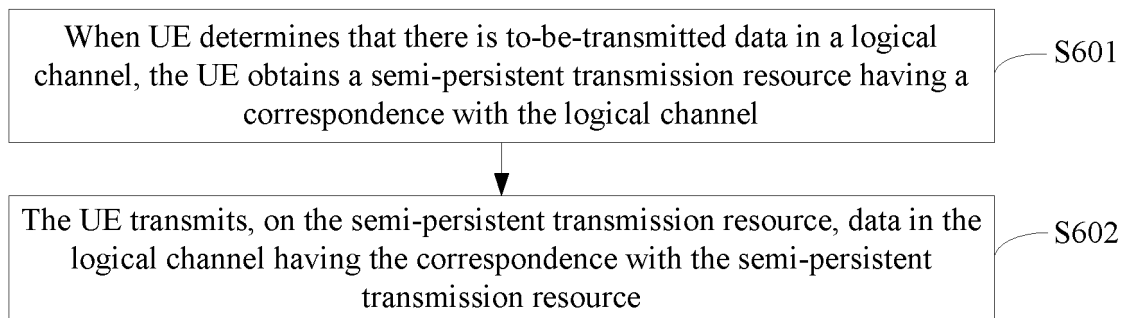 When UE determines that there is to-be-transmitted data in a logical
channel, the UE obtains a semi-persistent transmission resource having a
correspondence with the logical channel
S601
The UE transmits, on the semi-persistent transmission resource, data in the
logical channel having the correspondence with the semi-persistent
transmission resource
S602